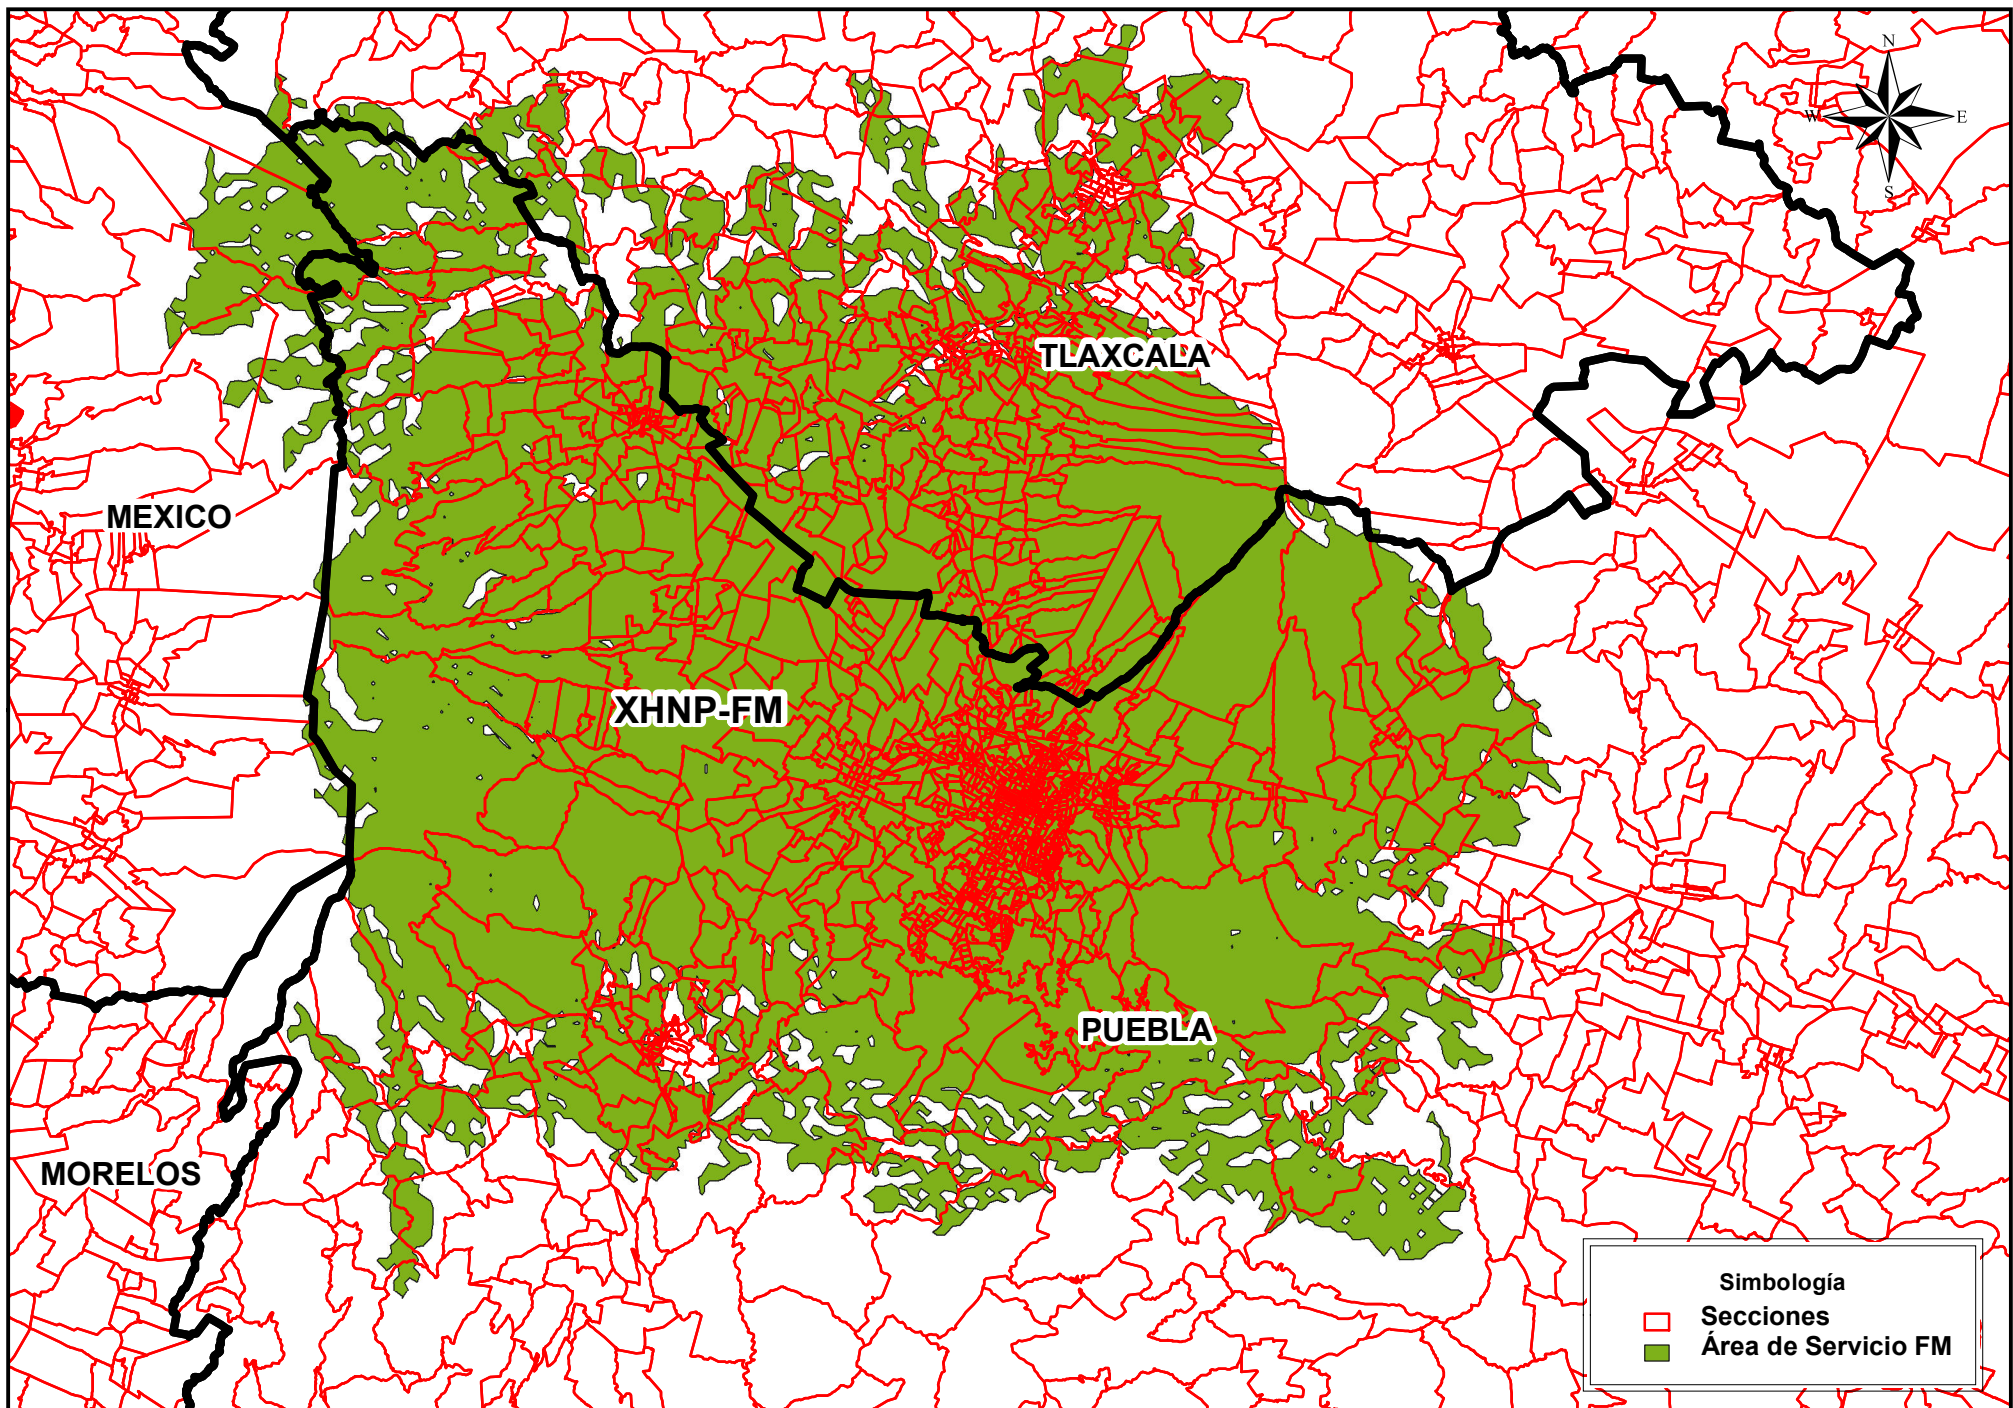 N
W
E
S
TLAXCALA
MEXICO
XHNP-FM
PUEBLA
MORELOS
Simbología
Secciones
Área de Servicio FM